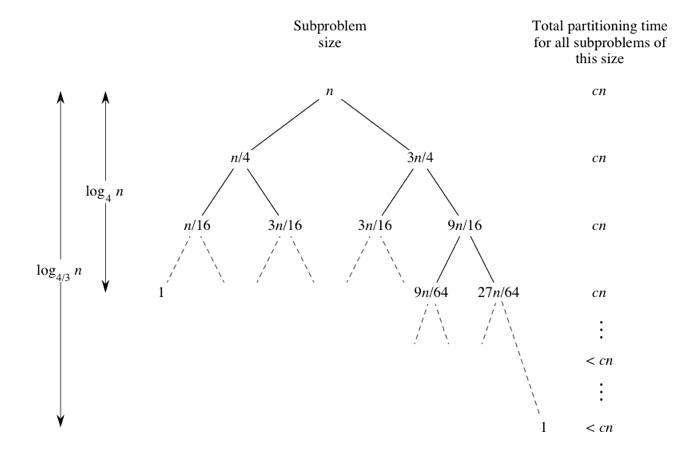 Subproblem
size
Total partitioning time
for all subproblems of
this size
n
cn
n/4
3n/4
cn
log₄ n
n/16
3n/16
3n/16
9n/16
cn
log₄/₃ n
1
9n/64
27n/64
cn
⋮
< cn
⋮
1
< cn